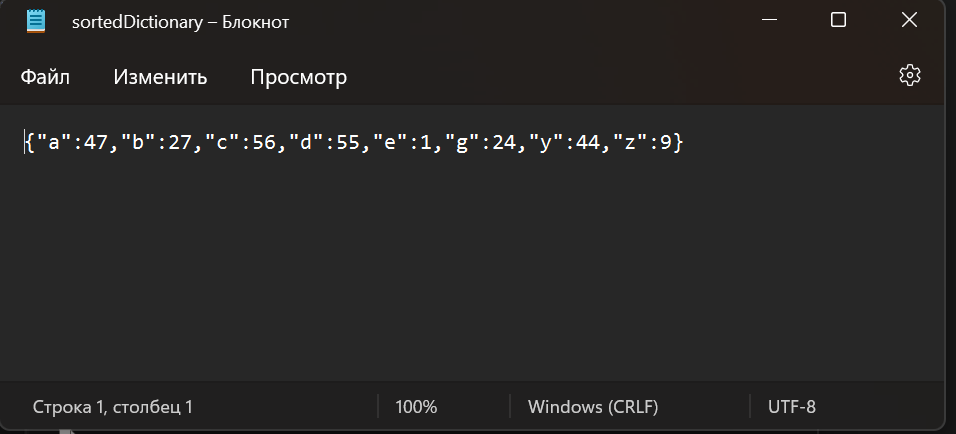 sortedDictionary – Блокнот
Файл Изменить Просмотр
{"a":47,"b":27,"c":56,"d":55,"e":1,"g":24,"y":44,"z":9}
Строка 1, столбец 1 100% Windows (CRLF) UTF-8